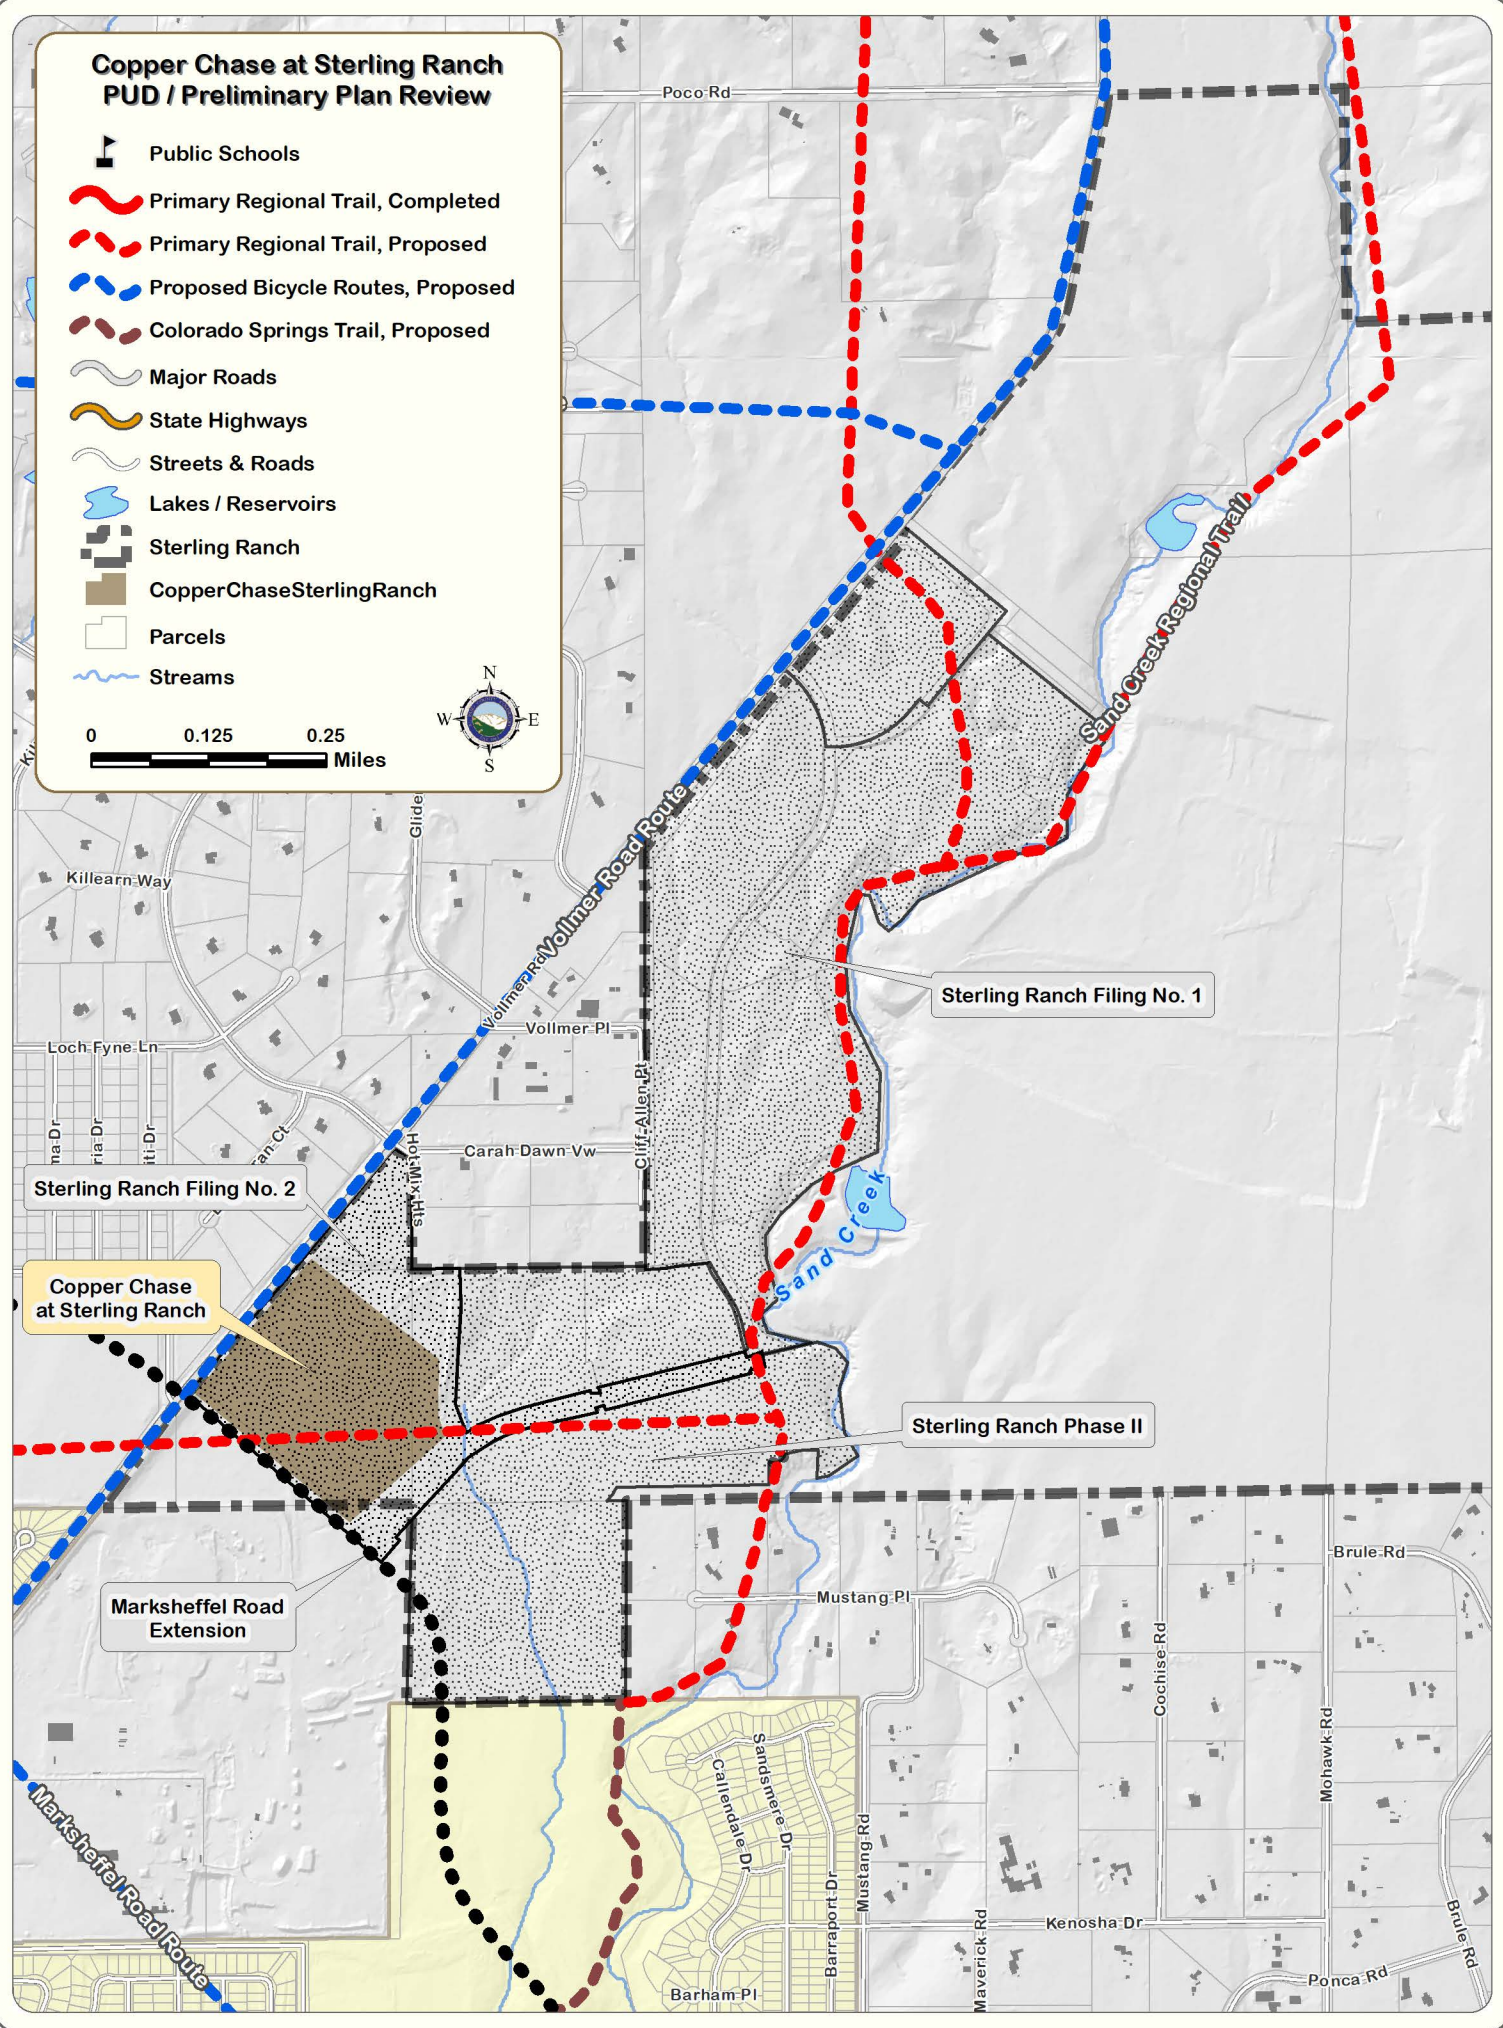 Copper Chase at Sterling Ranch
PUD / Preliminary Plan Review
Public Schools
Primary Regional Trail, Completed
Primary Regional Trail, Proposed
Proposed Bicycle Routes, Proposed
Colorado Springs Trail, Proposed
Major Roads
State Highways
Streets & Roads
Lakes / Reservoirs
Sterling Ranch
CopperChaseSterlingRanch
Parcels
Streams
N
W
E
S
0
0.125
0.25
Miles
Poco Rd
Sand Creek Regional Trail
Vollmer Road Route
Killearn Way
Vollmer Rd
Sterling Ranch Filing No. 1
Vollmer Pl
Loch Fyne Ln
Cliff Allen Pt
Carah Dawn Vw
Hot Mix Hts
Sterling Ranch Filing No. 2
Sand Creek
Copper Chase
at Sterling Ranch
Sterling Ranch Phase II
Marksheffel Road
Extension
Brule Rd
Mustang Pl
Cochise Rd
Mohawk Rd
Sandsmere Dr
Callendale Dr
Mustang Rd
Barraport Dr
Marksheffel Road Route
Maverick Rd
Kenosha Dr
Brule Rd
Ponca Rd
Barham Pl